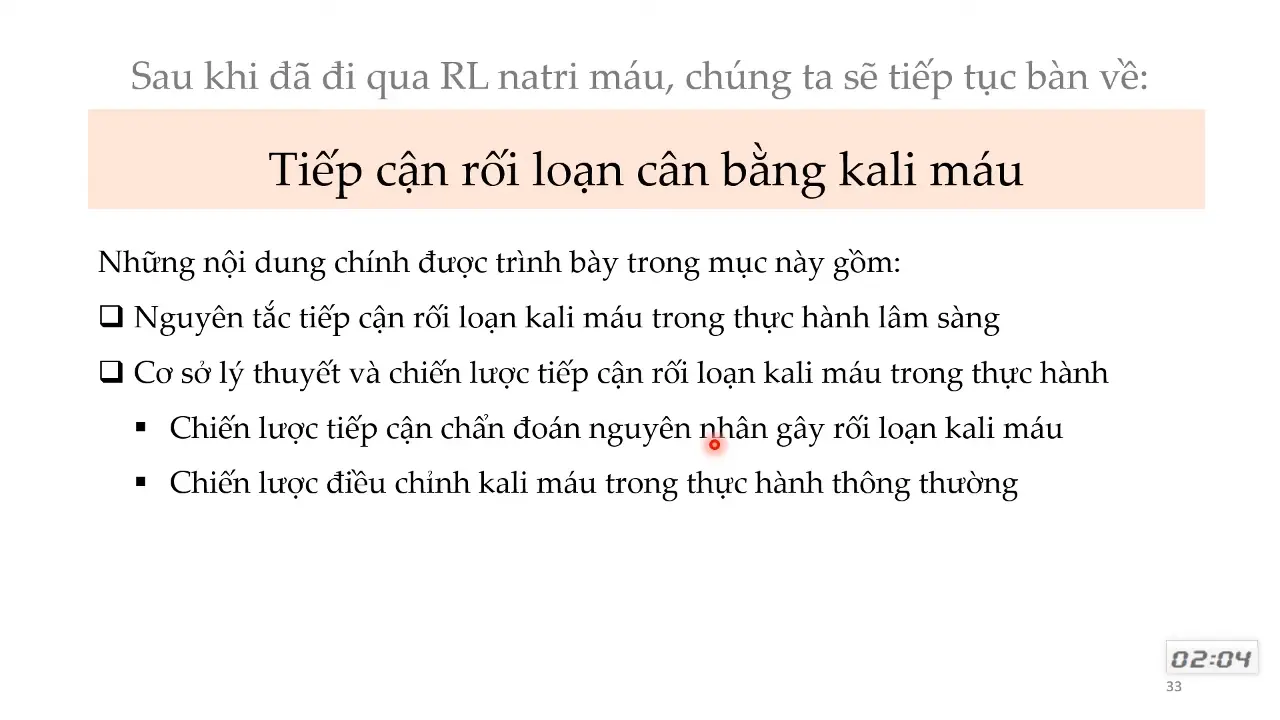 Sau khi đã đi qua RL natri máu, chúng ta sẽ tiếp tục bàn về:
Tiếp cận rối loạn cân bằng kali máu
Những nội dung chính được trình bày trong mục này gồm:
❑ Nguyên tắc tiếp cận rối loạn kali máu trong thực hành lâm sàng
❑ Cơ sở lý thuyết và chiến lược tiếp cận rối loạn kali máu trong thực hành
▪ Chiến lược tiếp cận chẩn đoán nguyên nhân gây rối loạn kali máu
▪ Chiến lược điều chỉnh kali máu trong thực hành thông thường
02:04
33